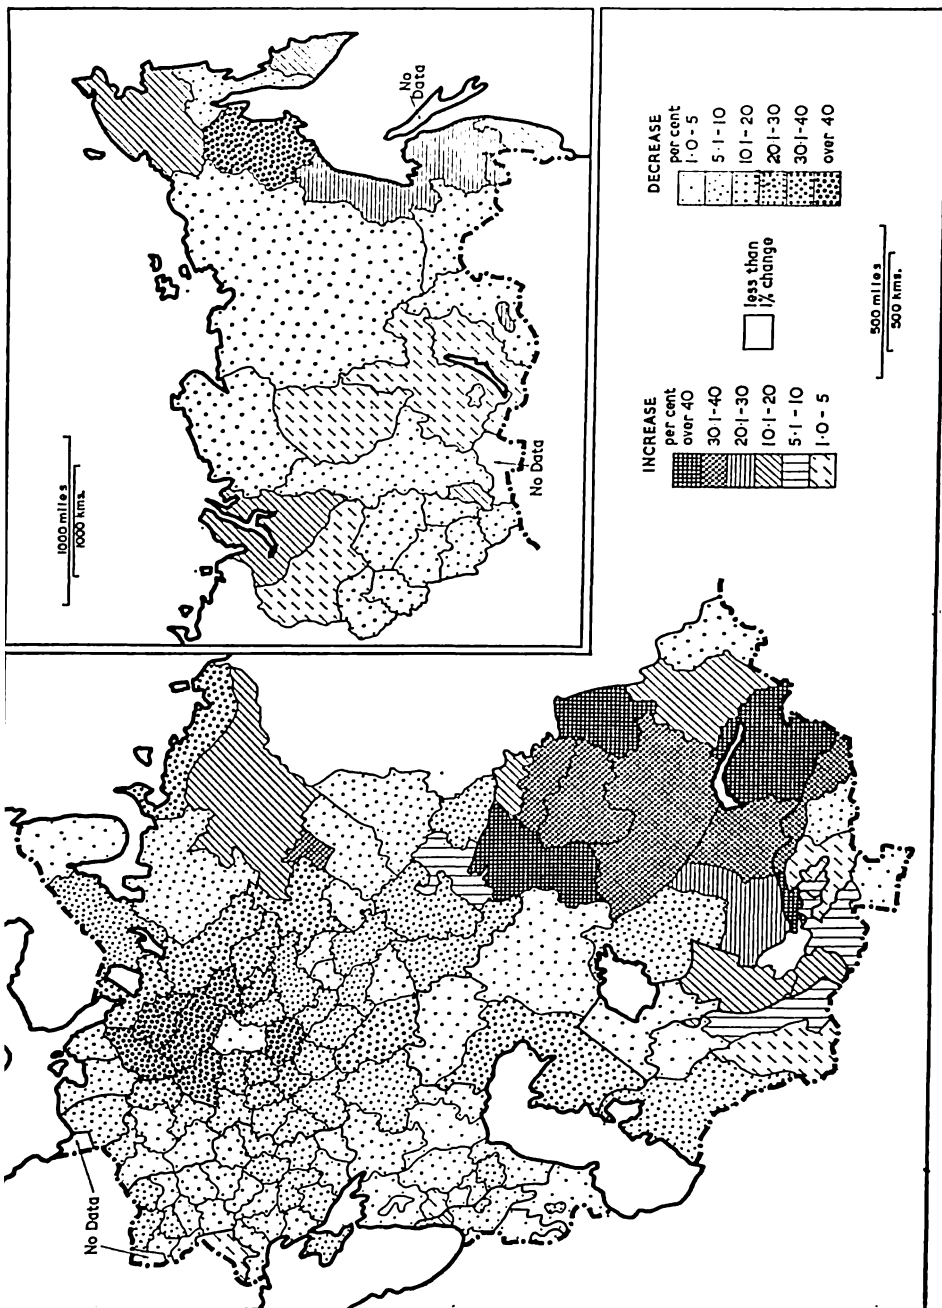 1000 miles
1000 kms.
No Data
No
Data
No Data
INCREASE
per cent
over 40
30·1-40
20·1-30
10·1-20
5·1-10
1·0-5
less than
1% change
DECREASE
per cent
1·0-5
5·1-10
10·1-20
20·1-30
30·1-40
over 40
500 miles
500 kms.